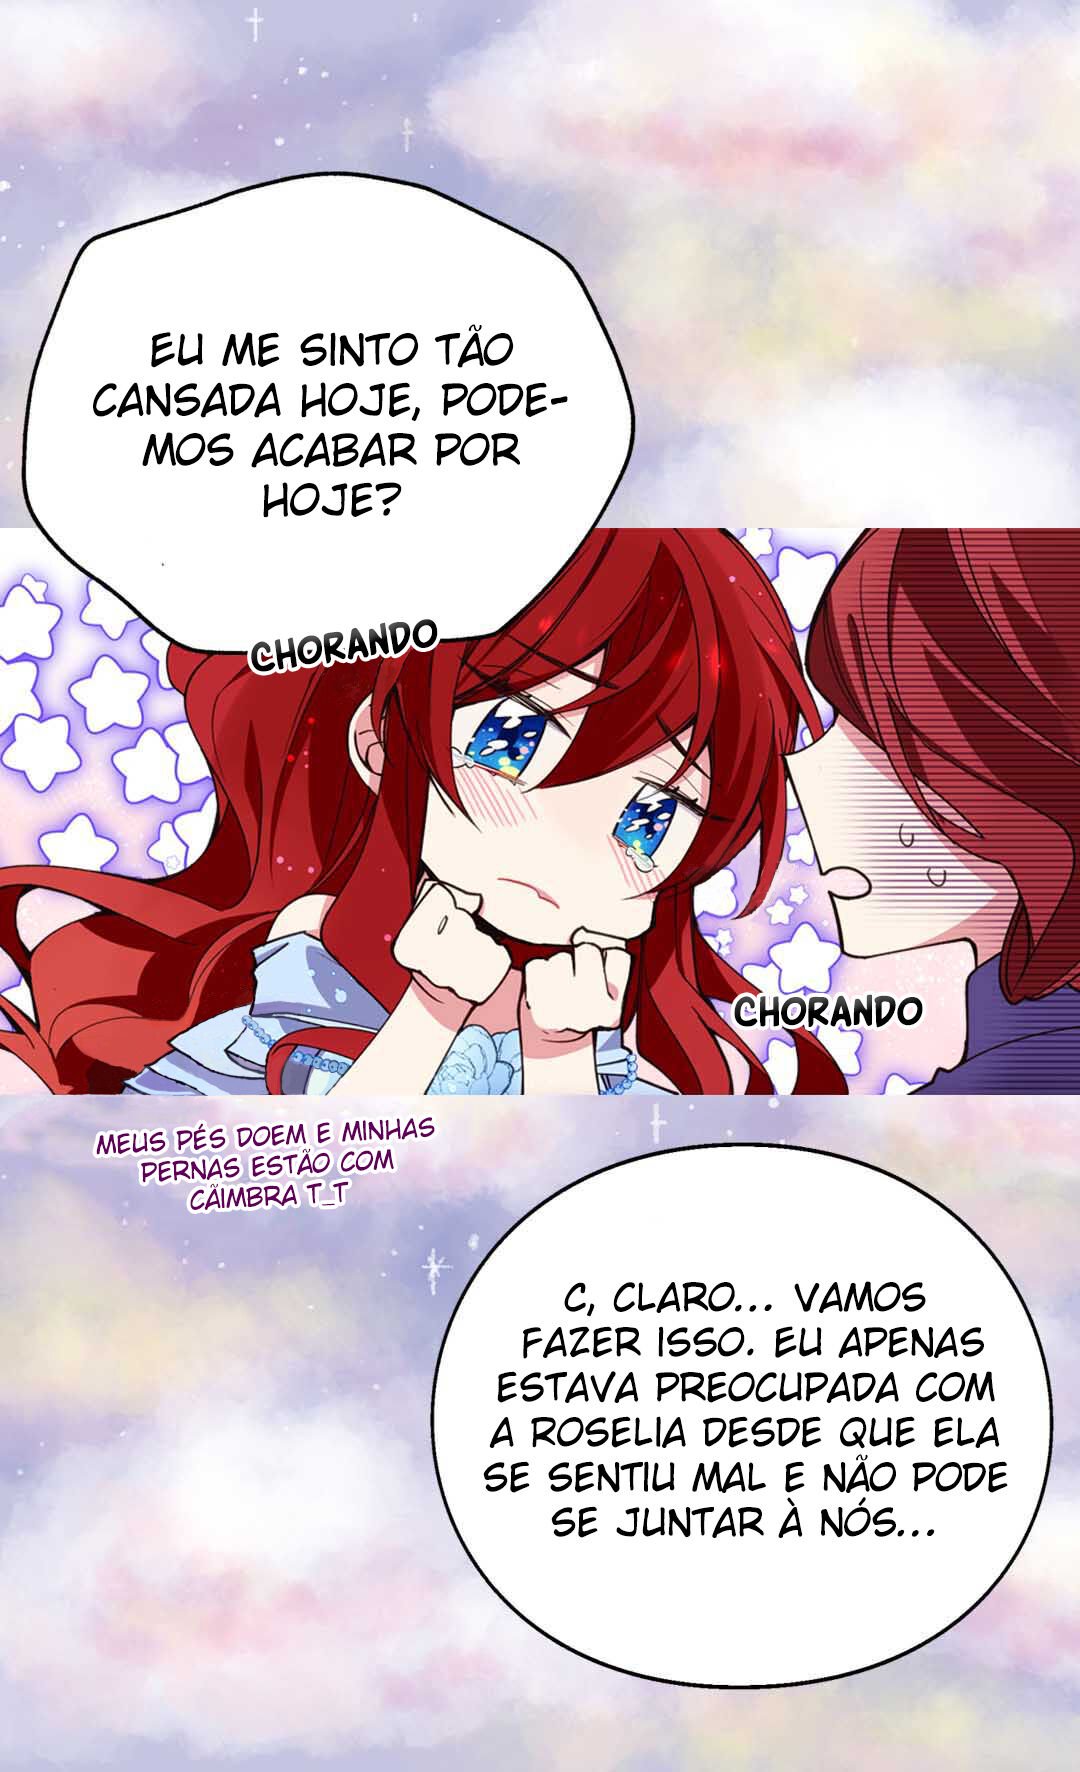 EU ME SINTO TÃO
CANSADA HOJE, PODE-
MOS ACABAR POR
HOJE?
CHORANDO
CHORANDO
MEUS PÉS DOEM E MINHAS
PERNAS ESTÃO COM
CÃIMBRA T_T
C, CLARO... VAMOS
FAZER ISSO. EU APENAS
ESTAVA PREOCUPADA COM
A ROSELIA DESDE QUE ELA
SE SENTIU MAL E NÃO PODE
SE JUNTAR À NÓS...